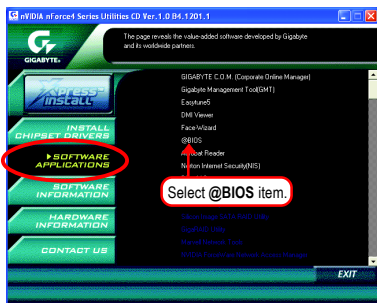 nVIDIA nForce4 Series Utilities CD Ver.1.0 B4.1201.1
GIGABYTE
The page reveals the value-added software developed by Gigabyte
and its worldwide partners.
Xpress™
install
INSTALL
CHIPSET DRIVERS
SOFTWARE
APPLICATIONS
SOFTWARE
INFORMATION
HARDWARE
INFORMATION
CONTACT US
GIGABYTE C.O.M. (Corporate Online Manager)
Gigabyte Management Tool(GMT)
Easytune5
DMI Viewer
Face-Wizard
@BIOS
Acrobat Reader
Norton Internet Security(NIS)
Select @BIOS item.
EXIT